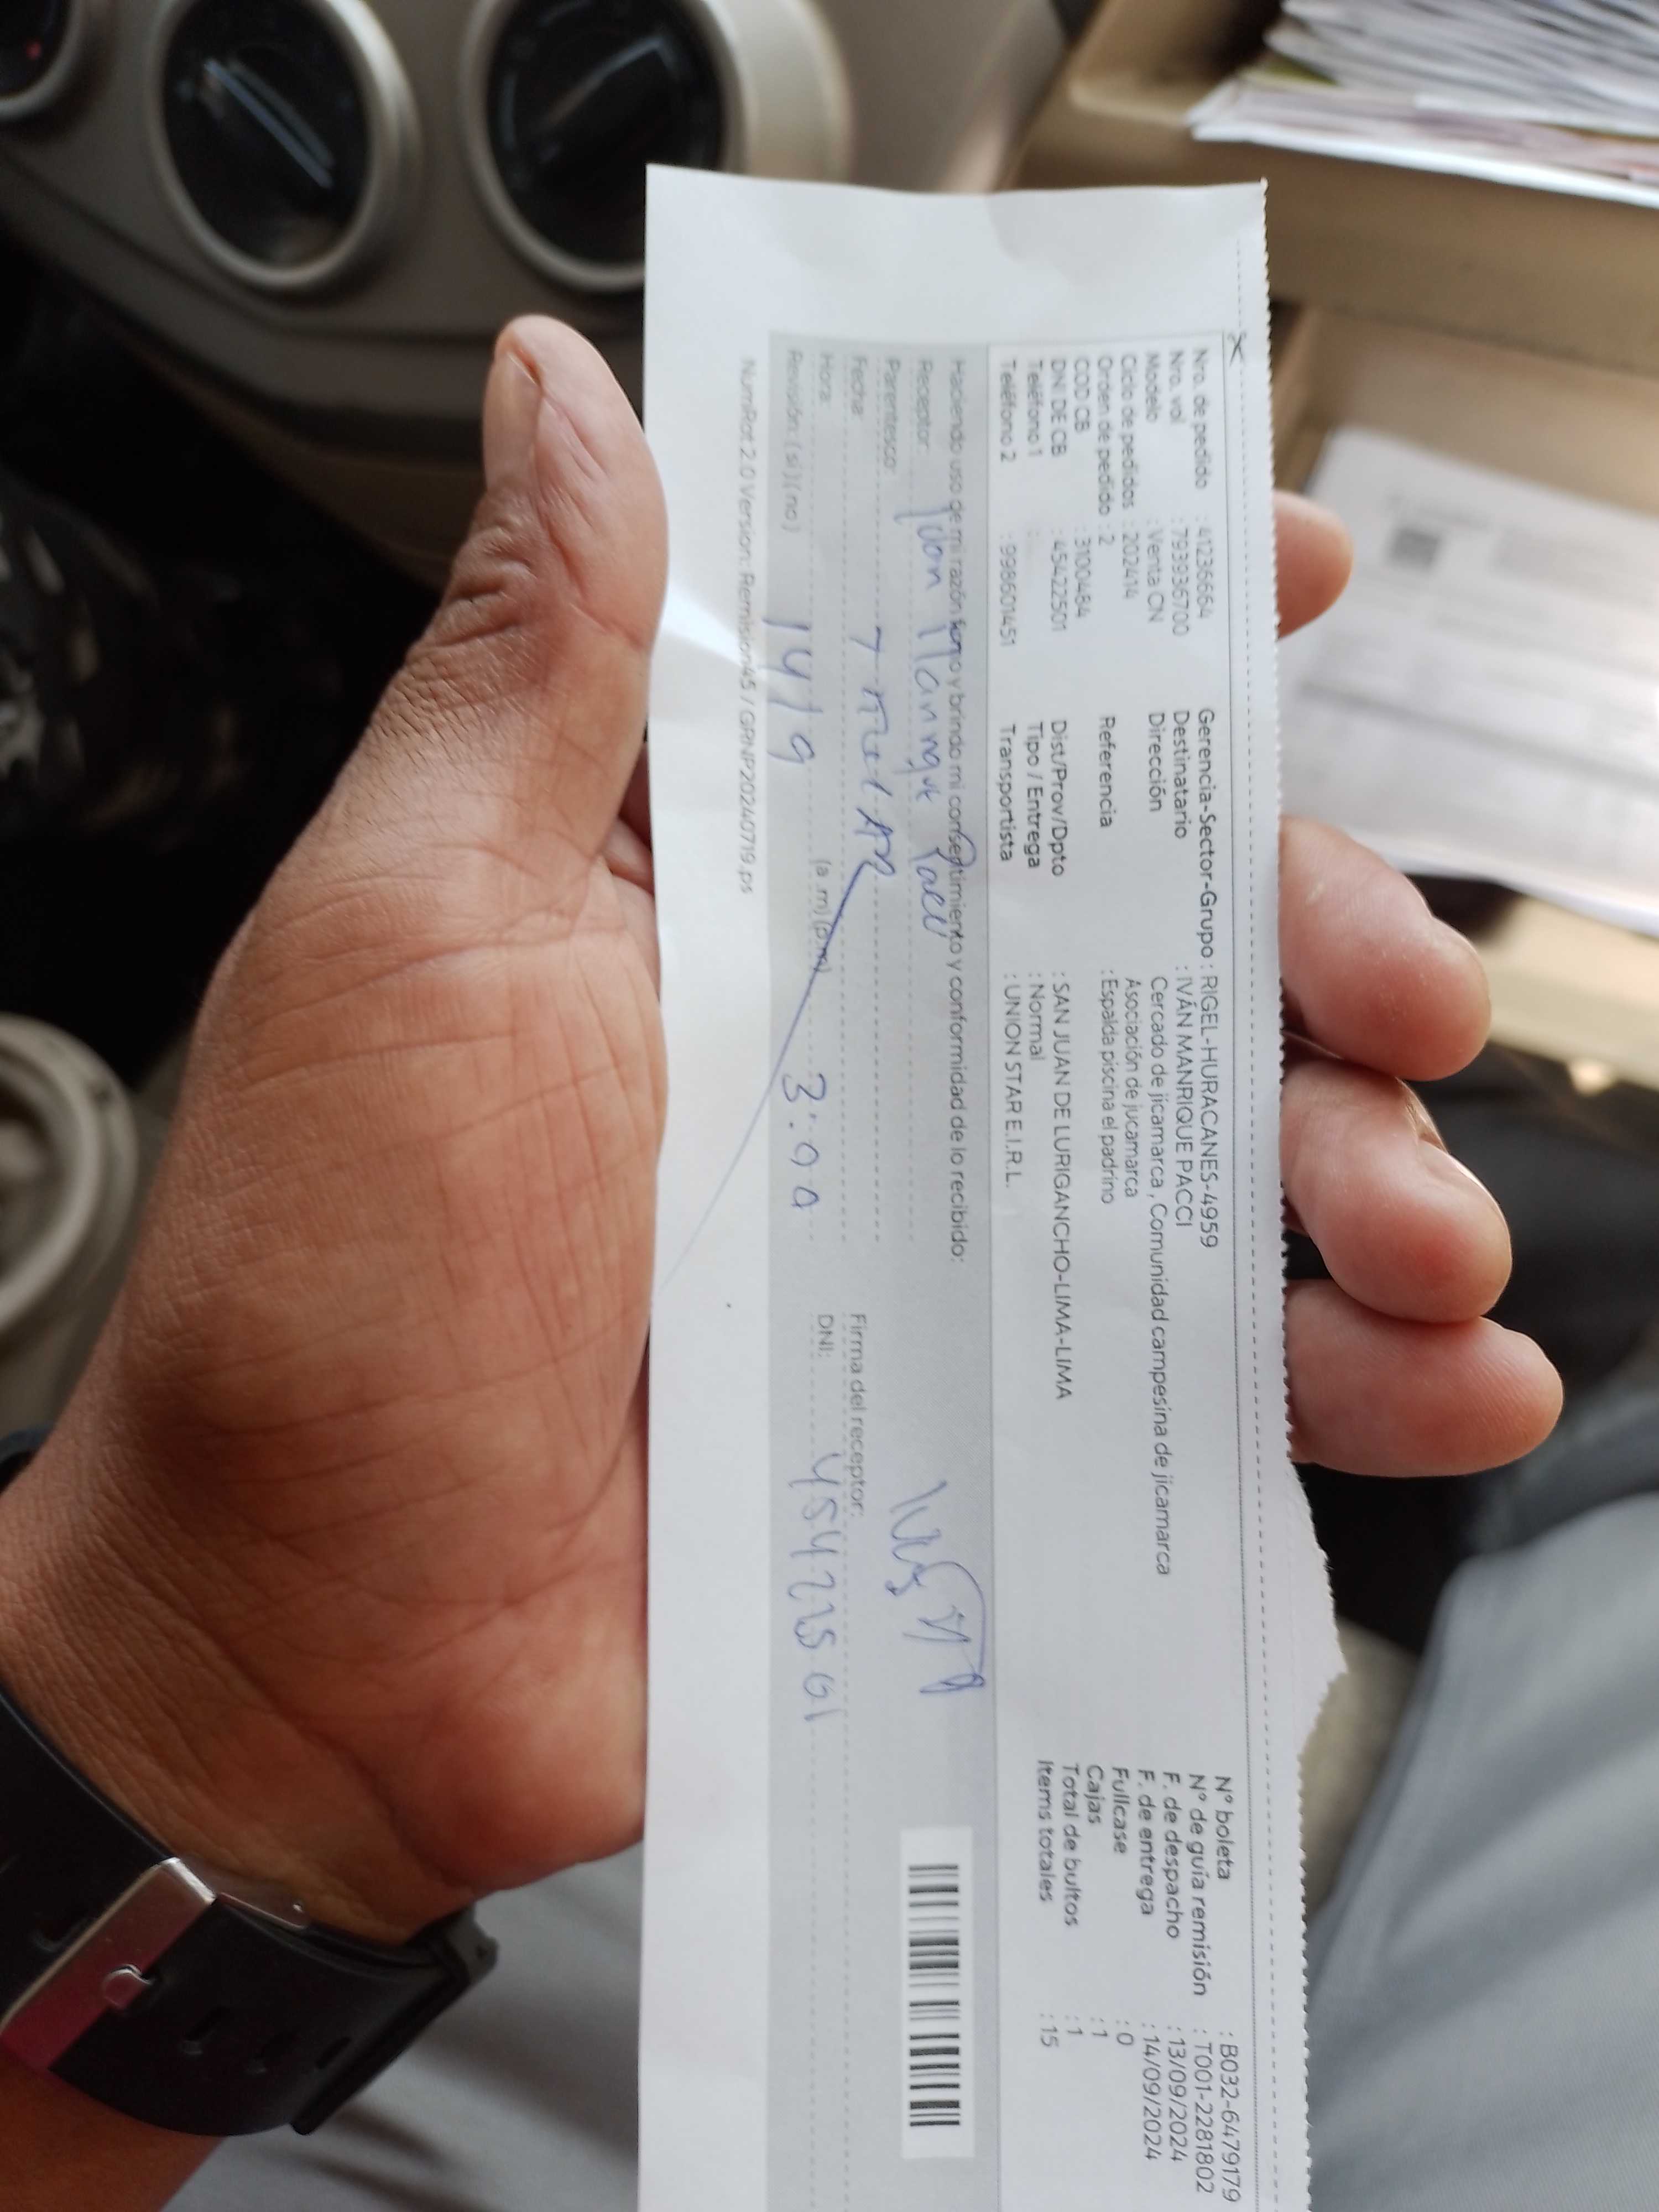 Nro. de pedido : 41236664
Nro. vol : 793936700
Modelo : Venta CN
Ciclo de pedidos : 202414
Orden de pedido : 2
COD CB : 3100484
DNI DE CB : 45422501
Teléfono 1 :
Teléfono 2 : 998601451
Gerencia-Sector-Grupo : RIGEL-HURACANES-4959
Destinatario : IVÁN MANRIQUE PACCI
Dirección Cercado de jicamarca , Comunidad campesina de jicamarca
Asociación de jucamarca
Referencia : Espalda piscina el padrino
Dist/Prov/Dpto : SAN JUAN DE LURIGANCHO-LIMA-LIMA
Tipo / Entrega : Normal
Transportista : UNION STAR E.I.R.L.
N° boleta : B032-6479179
N° de guía remisión : T001-2281802
F. de despacho : 13/09/2024
F. de entrega : 14/09/2024
Fullcase : 0
Cajas : 1
Total de bultos : 1
Items totales : 15
Haciendo uso de mi razón firmo y brindo mi consentimiento y conformidad de lo recibido:
Receptor:
Parentesco:
Fecha:
Hora: 14/9 (a.m)(p.m) 3:00
Revisión: (si)(no)
Firma del receptor:
DNI: 45422501
NumRot 2.0 Version: Remision45 / GRNP20240719.ps